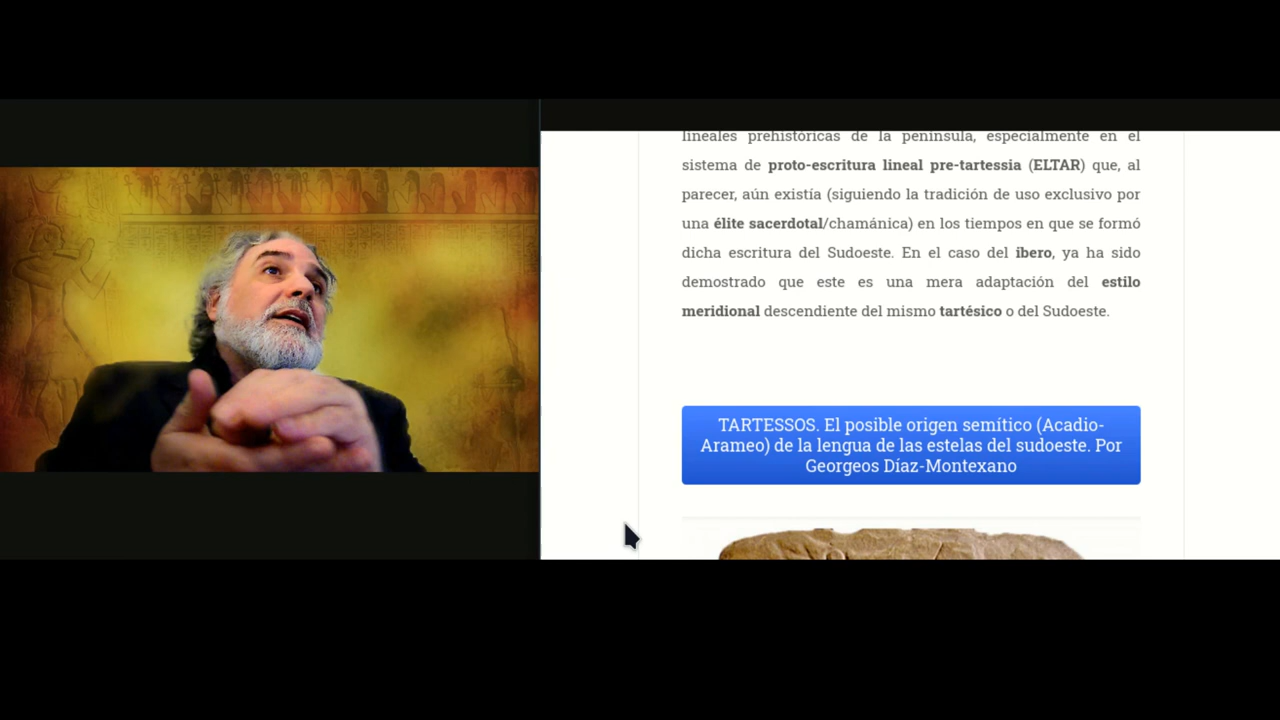 lineales prehistóricas de la península, especialmente en el
sistema de proto-escritura lineal pre-tartessia (ELTAR) que, al
parecer, aún existía (siguiendo la tradición de uso exclusivo por
una élite sacerdotal/chamánica) en los tiempos en que se formó
dicha escritura del Sudoeste. En el caso del íbero, ya ha sido
demostrado que este es una mera adaptación del estilo
meridional descendiente del mismo tartésico o del Sudoeste.
TARTESSOS. El posible origen semítico (Acadio-
Arameo) de la lengua de las estelas del sudoeste. Por
Georgeos Díaz-Montexano